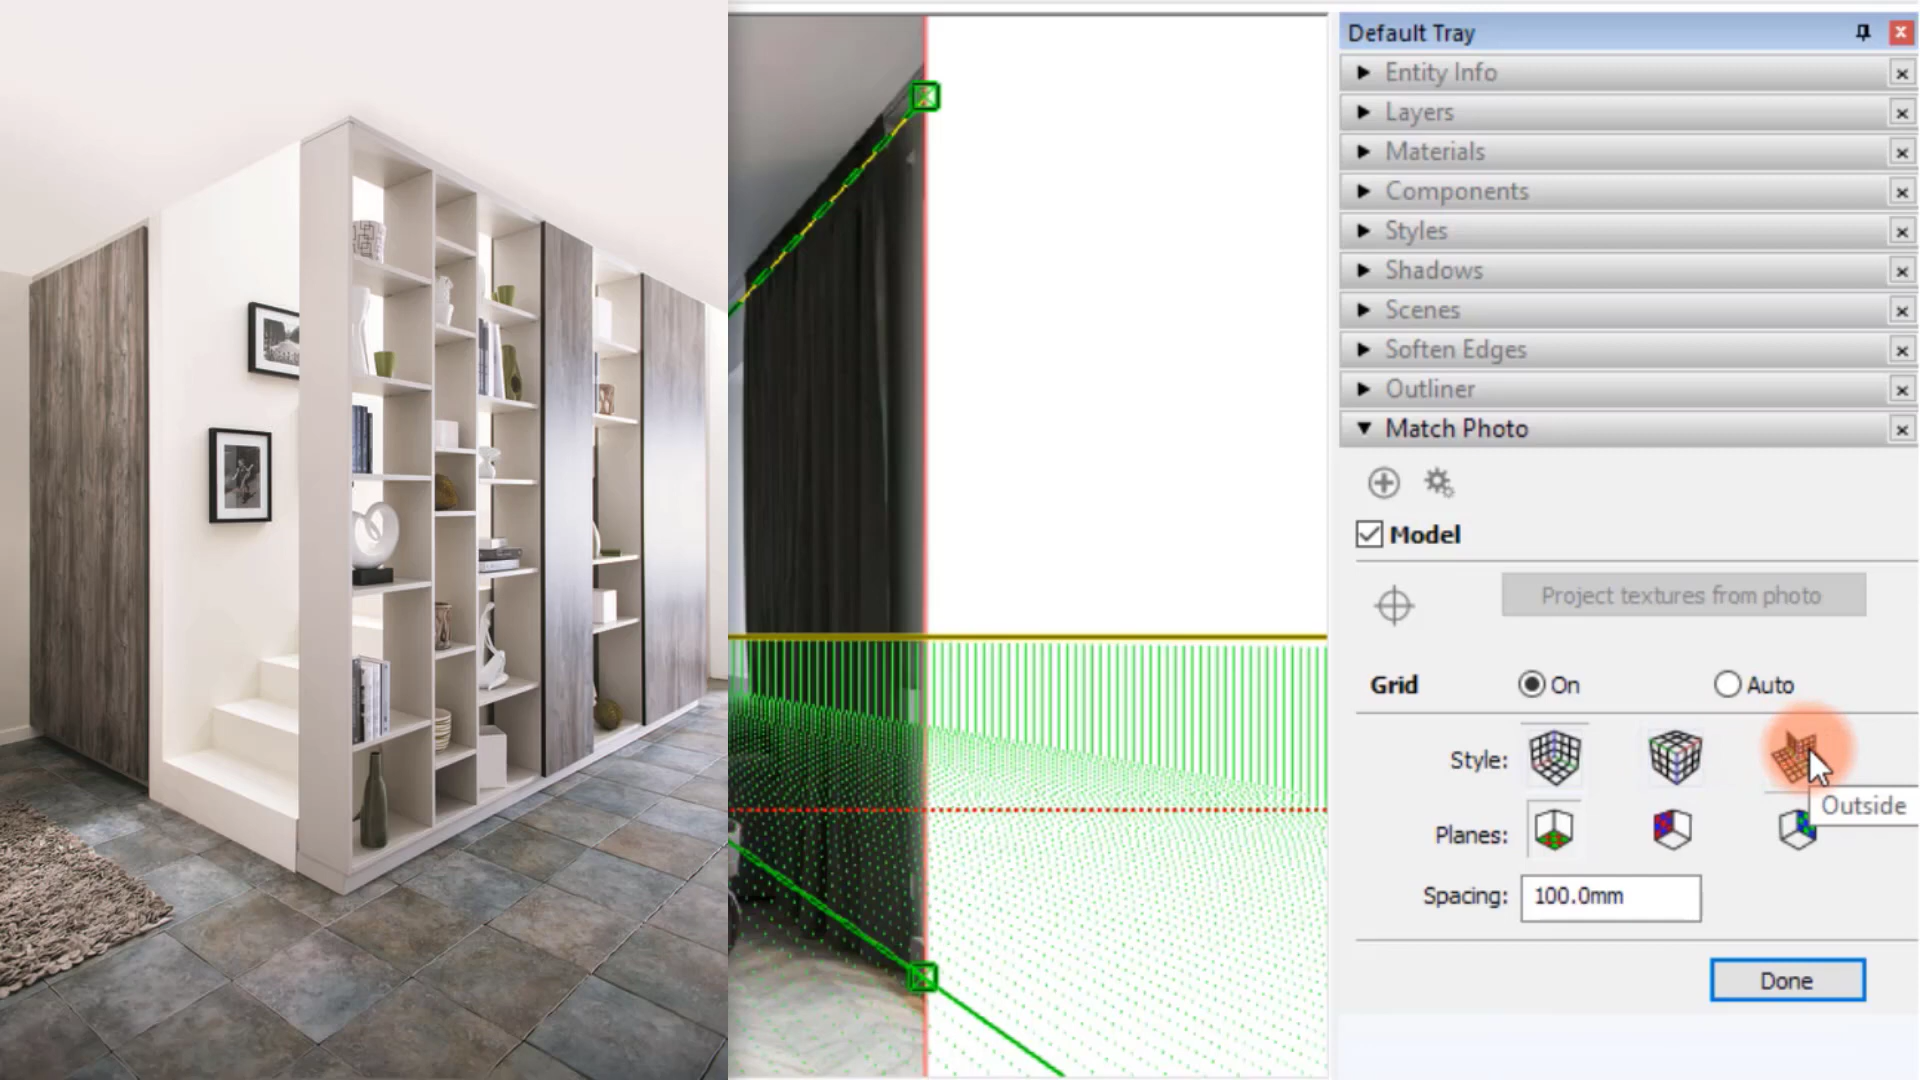 Default Tray
Entity Info
Layers
Materials
Components
Styles
Shadows
Scenes
Soften Edges
Outliner
Match Photo
Model
Project textures from photo
Grid On Auto
Style:
Outside
Planes:
Spacing: 100.0mm
Done